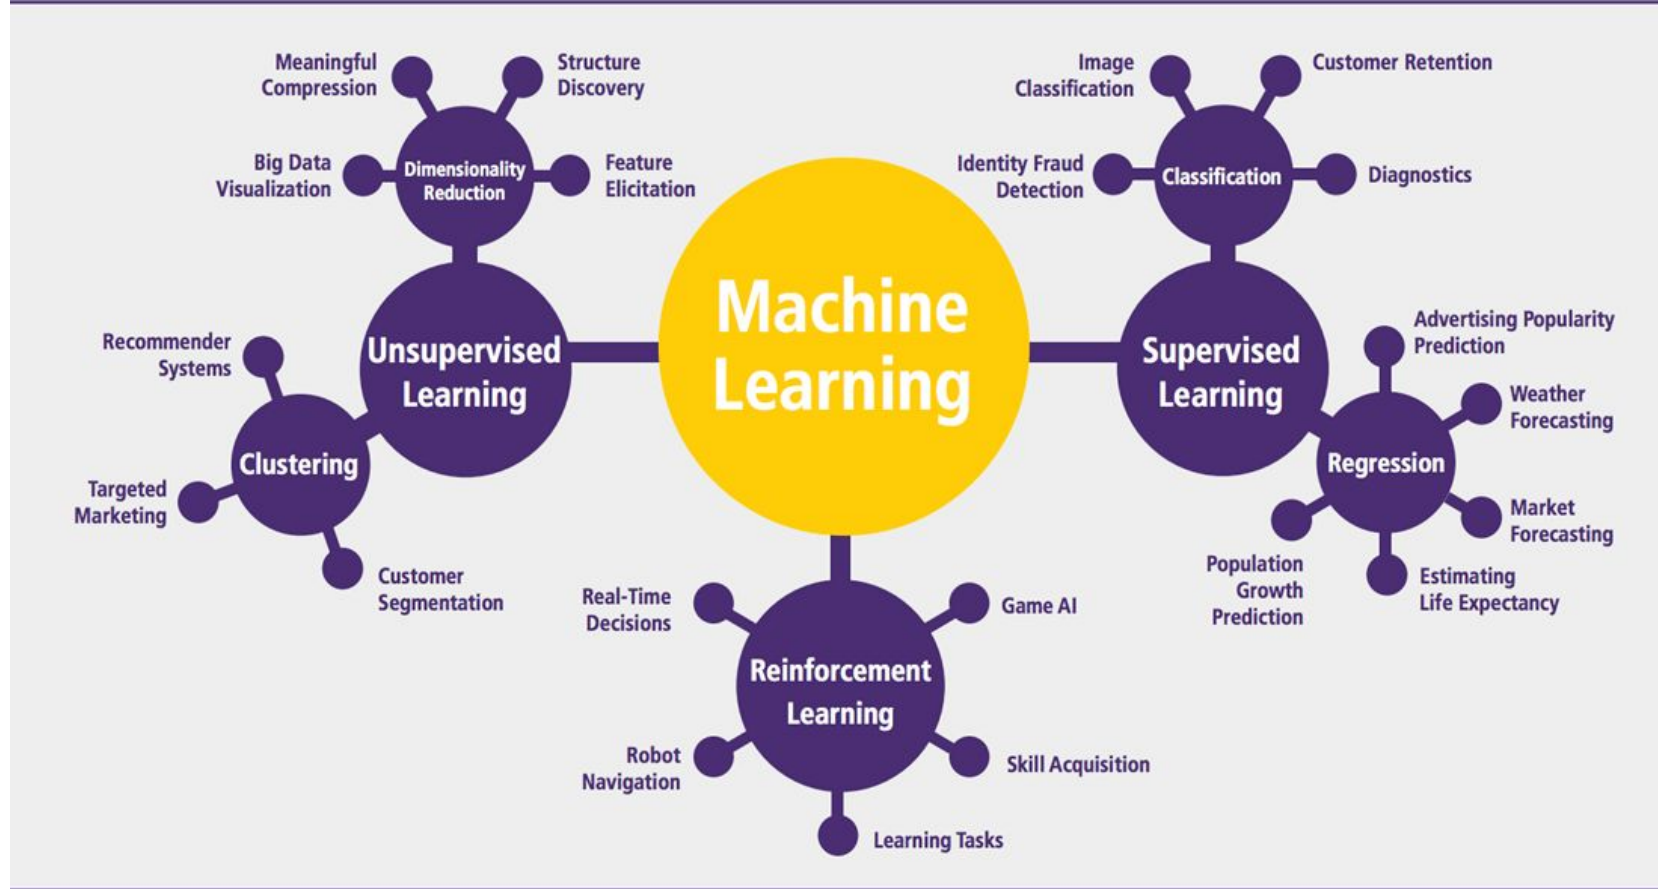 Machine
Learning
Unsupervised
Learning
Dimensionality
Reduction
Meaningful
Compression
Structure
Discovery
Big Data
Visualization
Feature
Elicitation
Clustering
Recommender
Systems
Targeted
Marketing
Customer
Segmentation
Supervised
Learning
Classification
Image
Classification
Customer Retention
Identity Fraud
Detection
Diagnostics
Regression
Advertising Popularity
Prediction
Weather
Forecasting
Market
Forecasting
Estimating
Life Expectancy
Population
Growth
Prediction
Reinforcement
Learning
Real-Time
Decisions
Game AI
Robot
Navigation
Skill Acquisition
Learning Tasks